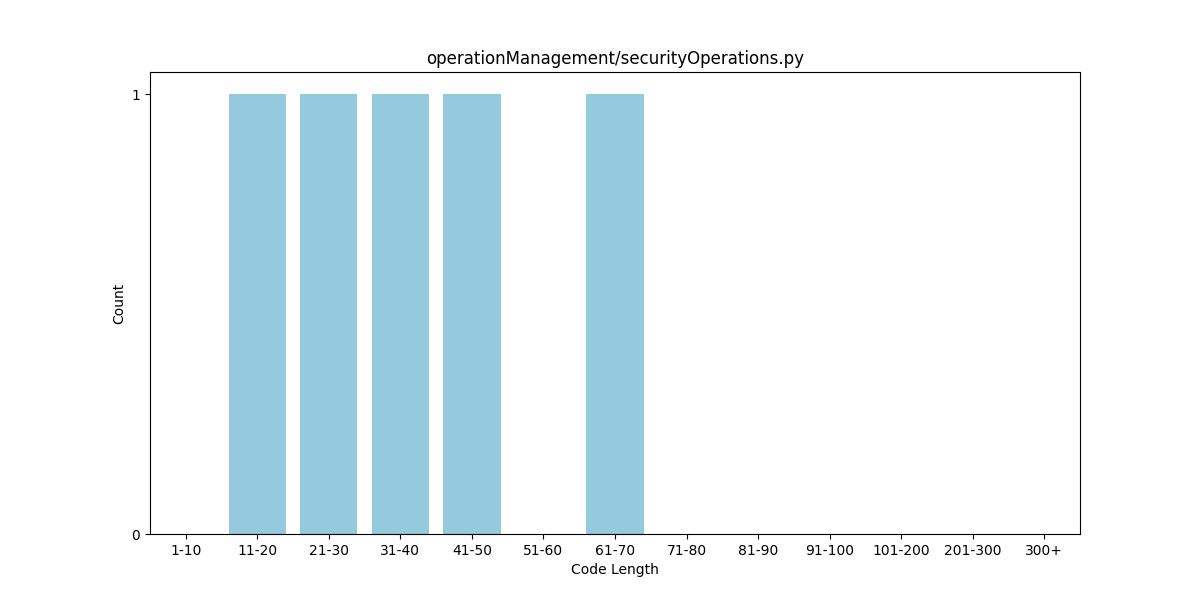 operationManagement/securityOperations.py
1
Count
0
1-10 11-20 21-30 31-40 41-50 51-60 61-70 71-80 81-90 91-100 101-200 201-300 300+
Code Length